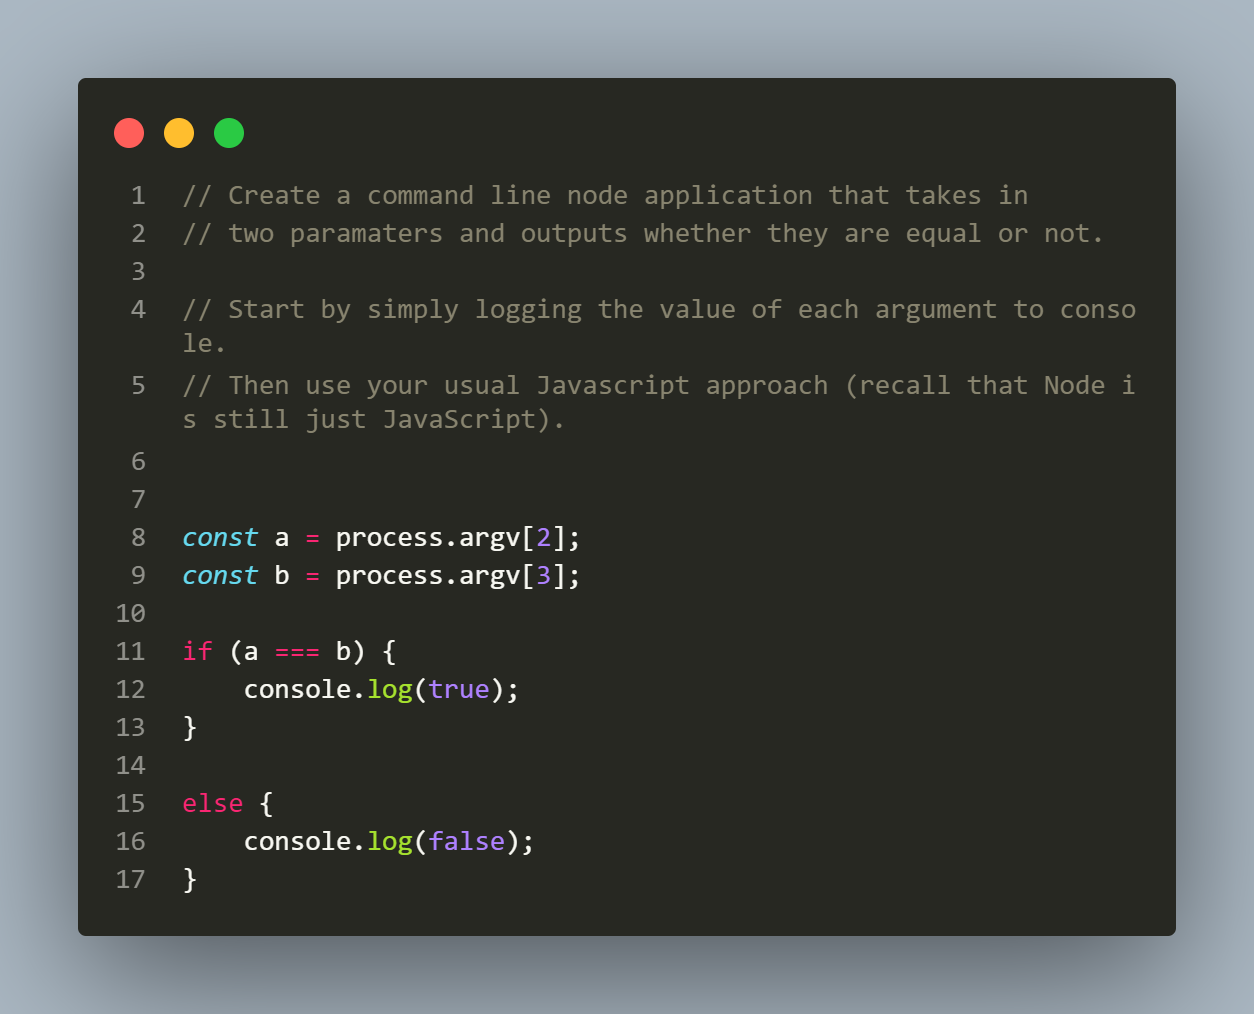 1 // Create a command line node application that takes in
2 // two paramaters and outputs whether they are equal or not.
3
4 // Start by simply logging the value of each argument to conso
le.
5 // Then use your usual Javascript approach (recall that Node i
s still just JavaScript).
6
7
8 const a = process.argv[2];
9 const b = process.argv[3];
10
11 if (a === b) {
12     console.log(true);
13 }
14
15 else {
16     console.log(false);
17 }